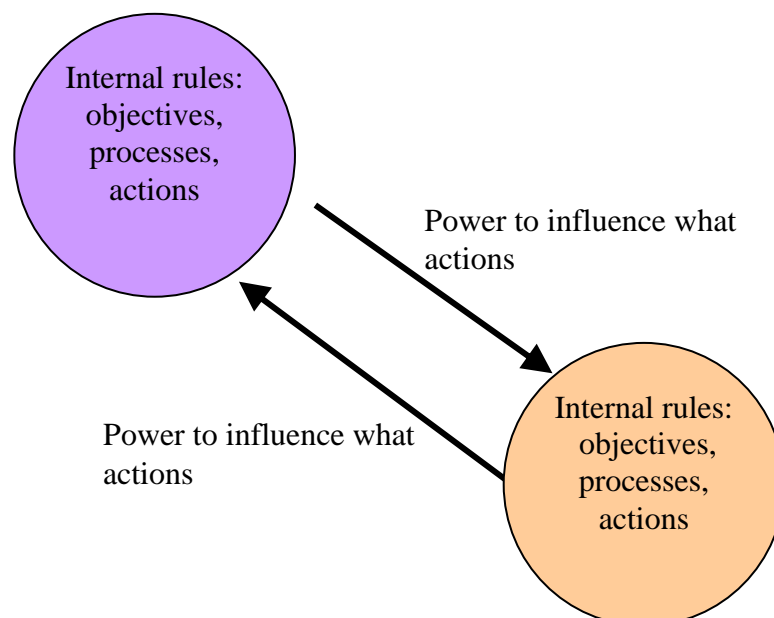 Internal rules:
objectives,
processes,
actions
Power to influence what
actions
Power to influence what
actions
Internal rules:
objectives,
processes,
actions